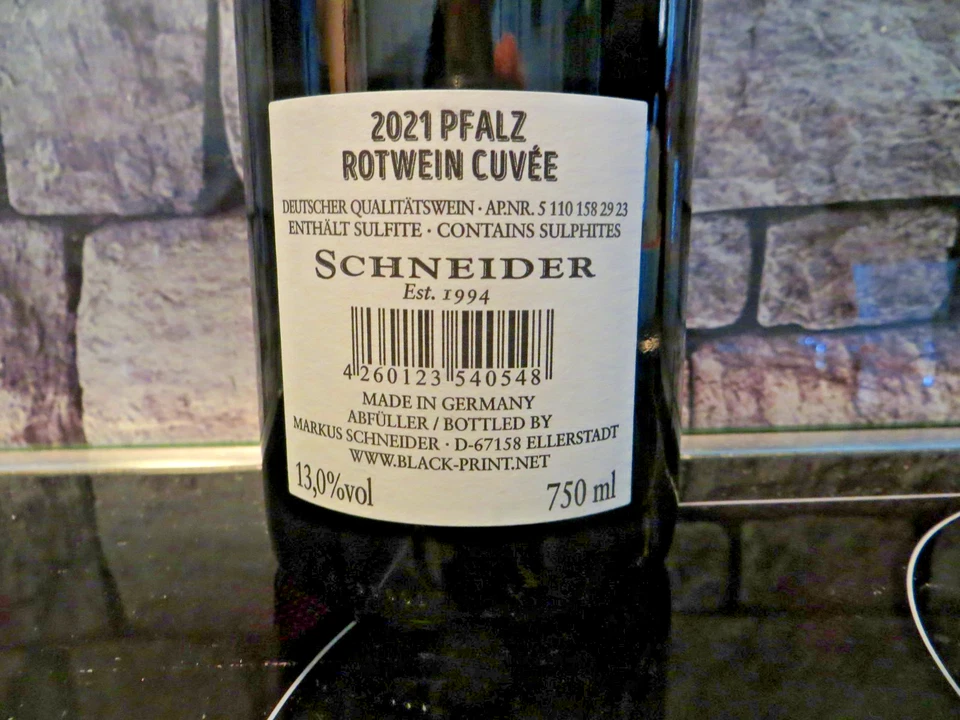 2021 PFALZ
ROTWEIN CUVÉE
DEUTSCHER QUALITÄTSWEIN · AP.NR. 5 110 158 29 23
ENTHÄLT SULFITE · CONTAINS SULPHITES
SCHNEIDER
Est. 1994
4 260123 540548
MADE IN GERMANY
ABFÜLLER / BOTTLED BY
MARKUS SCHNEIDER · D-67158 ELLERSTADT
WWW.BLACK-PRINT.NET
13,0%vol 750 ml